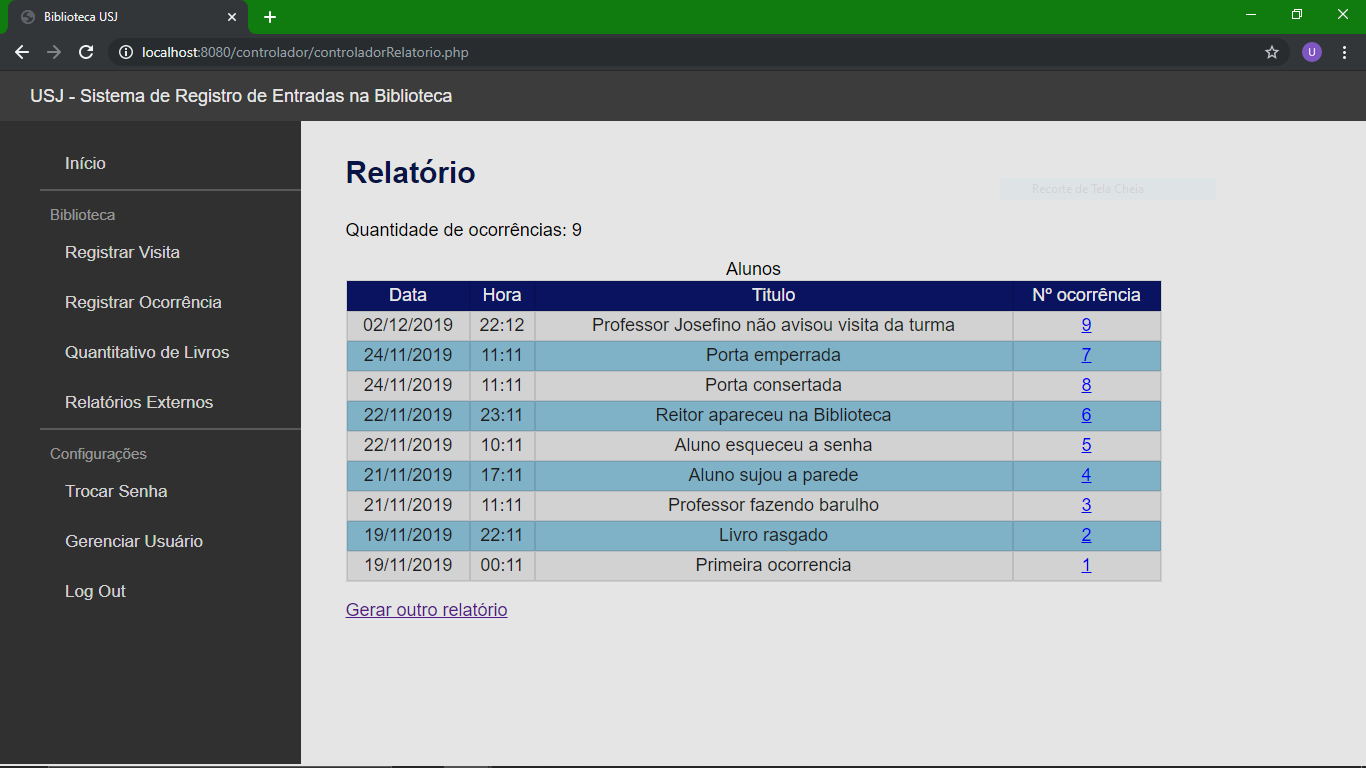 Biblioteca USJ
localhost:8080/controlador/controladorRelatorio.php
U
USJ - Sistema de Registro de Entradas na Biblioteca
Início
Biblioteca
Registrar Visita
Registrar Ocorrência
Quantitativo de Livros
Relatórios Externos
Configurações
Trocar Senha
Gerenciar Usuário
Log Out
Relatório
Recorte de Tela Cheia
Quantidade de ocorrências: 9
Alunos
Data Hora Titulo Nº ocorrência
02/12/2019 22:12 Professor Josefino não avisou visita da turma 9
24/11/2019 11:11 Porta emperrada 7
24/11/2019 11:11 Porta consertada 8
22/11/2019 23:11 Reitor apareceu na Biblioteca 6
22/11/2019 10:11 Aluno esqueceu a senha 5
21/11/2019 17:11 Aluno sujou a parede 4
21/11/2019 11:11 Professor fazendo barulho 3
19/11/2019 22:11 Livro rasgado 2
19/11/2019 00:11 Primeira ocorrencia 1
Gerar outro relatório